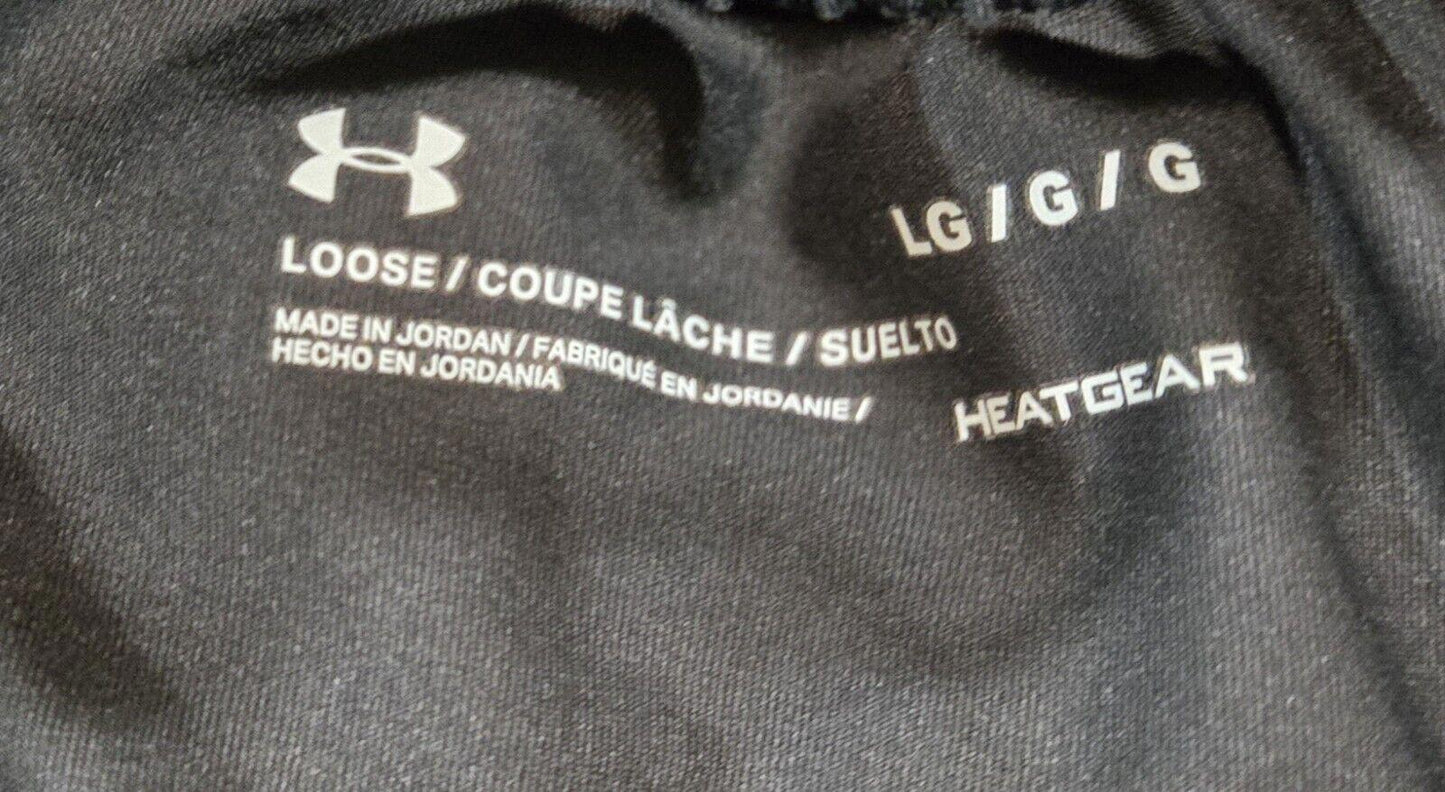 LG / G / G
LOOSE / COUPE LÂCHE / SUELTO
MADE IN JORDAN / FABRIQUÉ EN JORDANIE /
HECHO EN JORDANIA
HEATGEAR